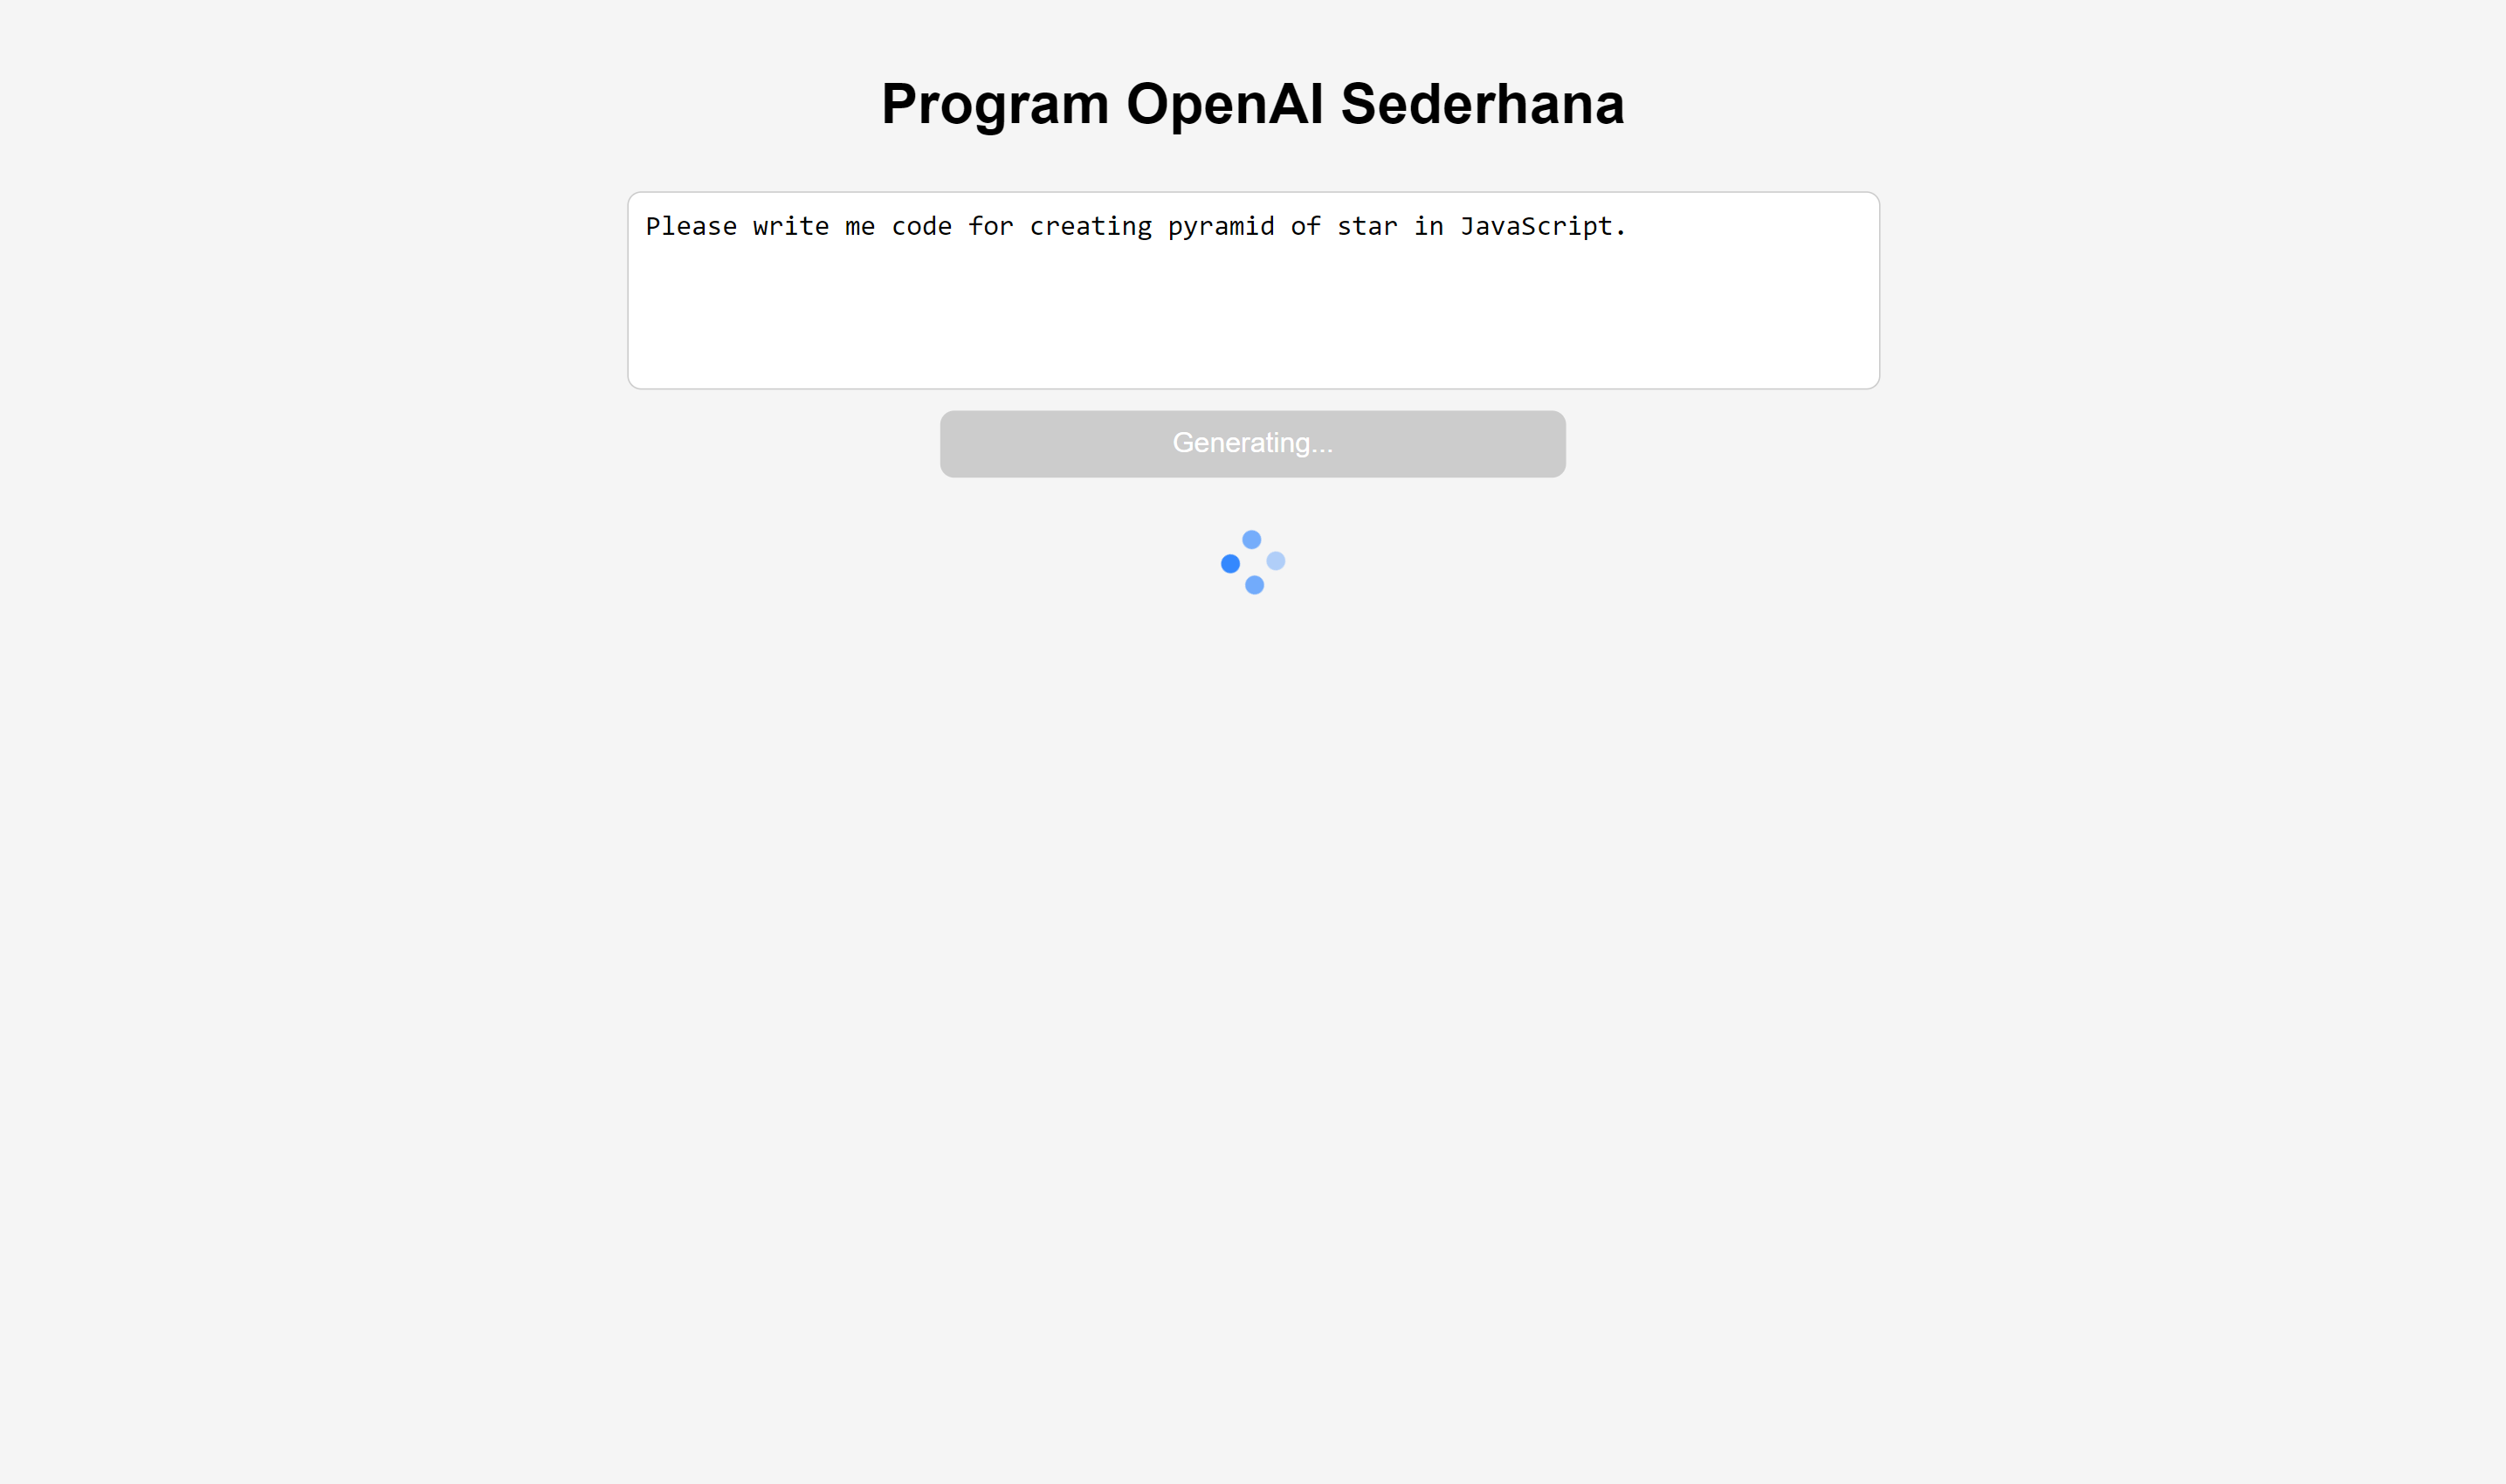 Program OpenAI Sederhana
Please write me code for creating pyramid of star in JavaScript.
Generating...